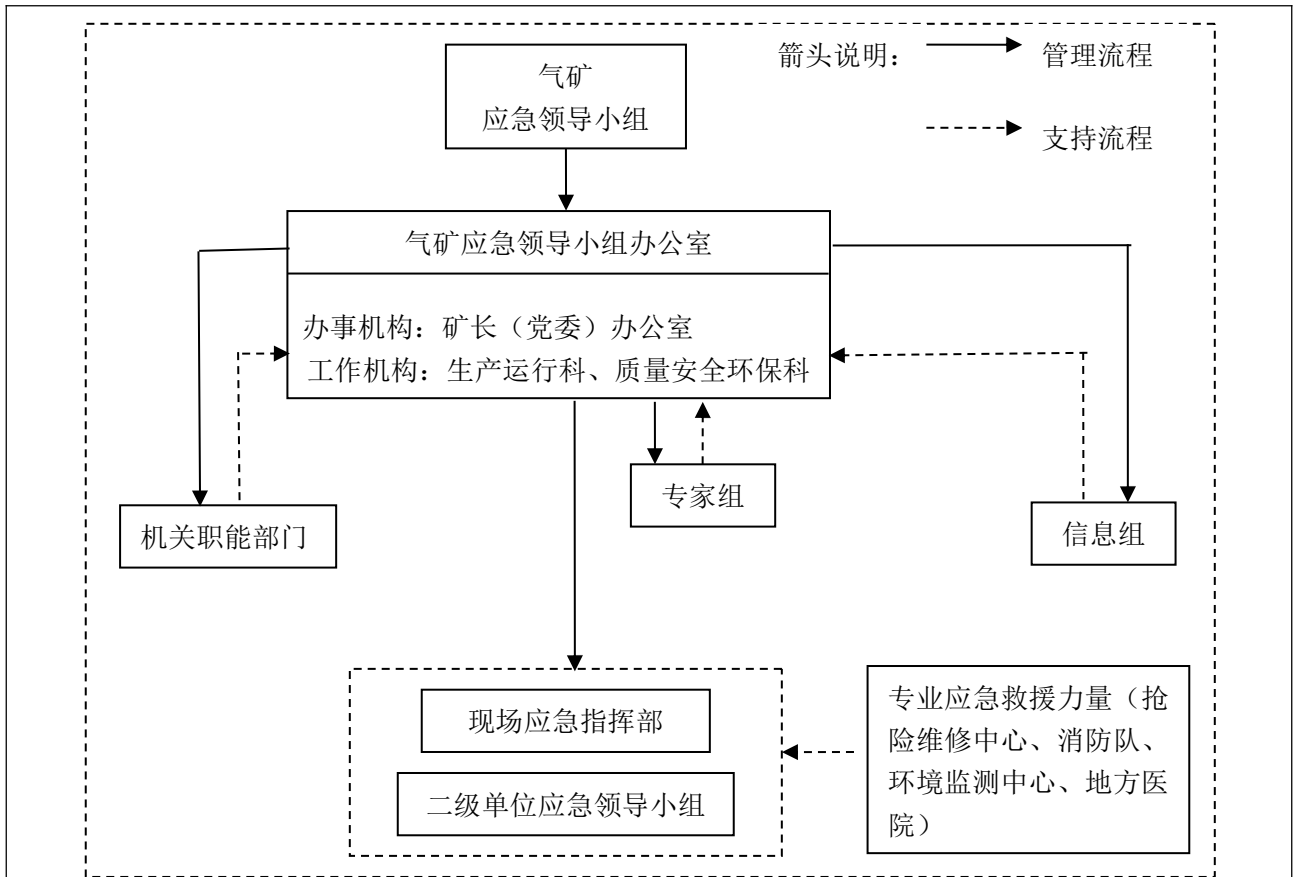 箭头说明：
管理流程
支持流程
气矿
应急领导小组
气矿应急领导小组办公室
办事机构：矿长（党委）办公室
工作机构：生产运行科、质量安全环保科
专家组
机关职能部门
信息组
现场应急指挥部
二级单位应急领导小组
专业应急救援力量（抢
险维修中心、消防队、
环境监测中心、地方医
院）